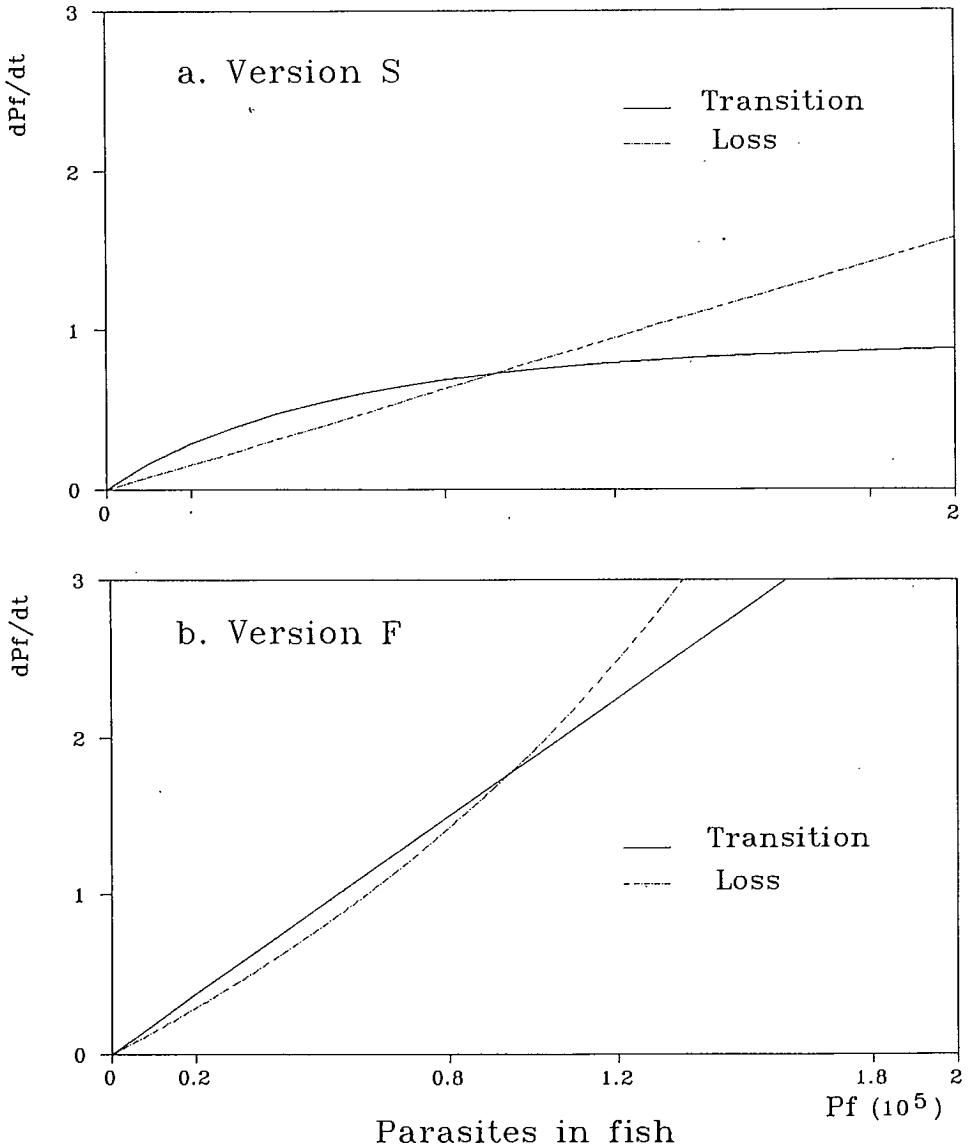 3
a. Version S
dPf/dt
Transition
Loss
2
1
0
0
2
3
b. Version F
dPf/dt
2
Transition
Loss
1
0
0 0.2 0.8 1.2 1.8 2
Pf (10⁵)
Parasites in fish